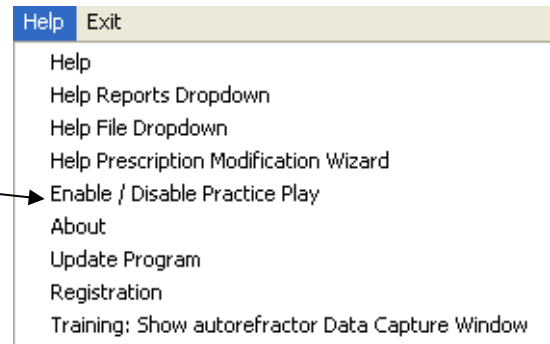 Help Exit
Help
Help Reports Dropdown
Help File Dropdown
Help Prescription Modification Wizard
Enable / Disable Practice Play
About
Update Program
Registration
Training: Show autorefractor Data Capture Window